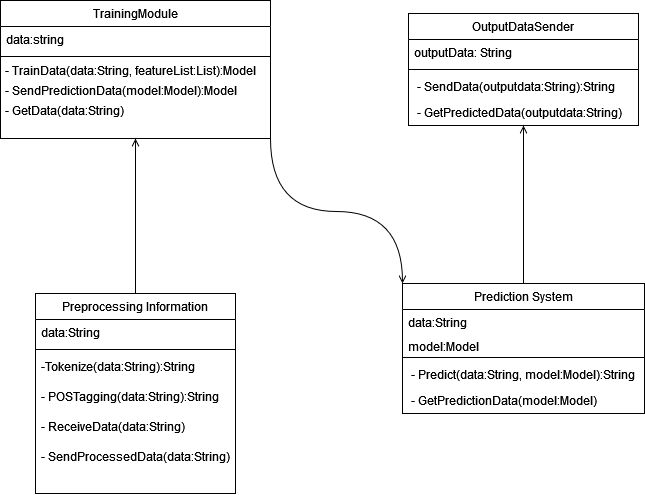 TrainingModule
data:string
- TrainData(data:String, featureList:List):Model
- SendPredictionData(model:Model):Model
- GetData(data:String)
OutputDataSender
outputData: String
- SendData(outputdata:String):String
- GetPredictedData(outputdata:String)
Preprocessing Information
data:String
-Tokenize(data:String):String
- POSTagging(data:String):String
- ReceiveData(data:String)
- SendProcessedData(data:String)
Prediction System
data:String
model:Model
- Predict(data:String, model:Model):String
- GetPredictionData(model:Model)